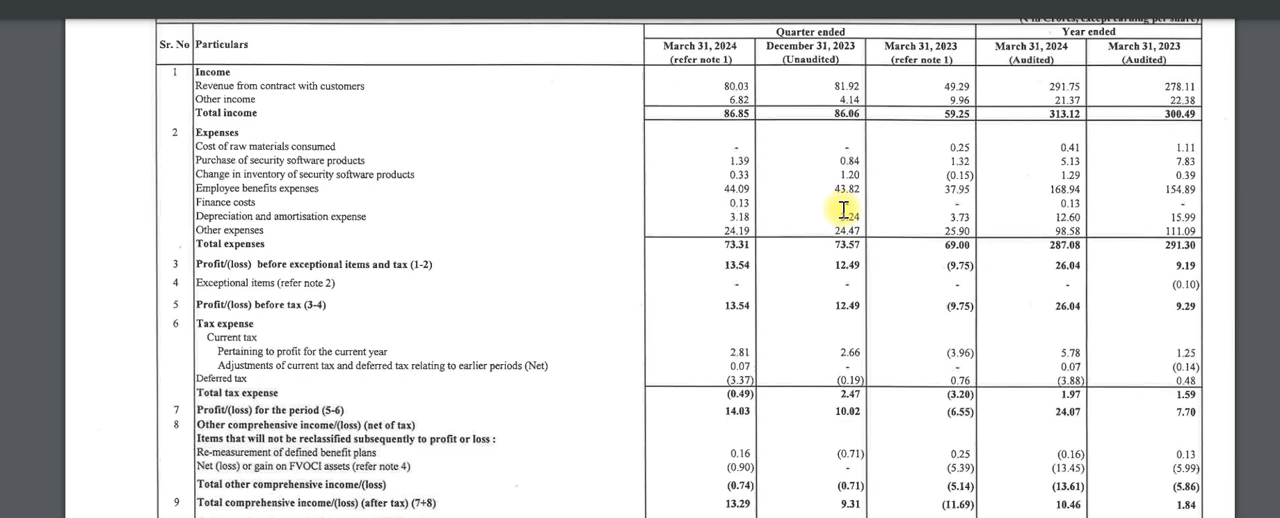 (₹ in Crores, except earning per share)
Quarter ended Year ended
Sr. No Particulars March 31, 2024 December 31, 2023 March 31, 2023 March 31, 2024 March 31, 2023
(refer note 1) (Unaudited) (refer note 1) (Audited) (Audited)
1 Income
Revenue from contract with customers 80.03 81.92 49.29 291.75 278.11
Other income 6.82 4.14 9.96 21.37 22.38
Total income 86.85 86.06 59.25 313.12 300.49
2 Expenses
Cost of raw materials consumed - - 0.25 0.41 1.11
Purchase of security software products 1.39 0.84 1.32 5.13 7.83
Change in inventory of security software products 0.33 1.20 (0.15) 1.29 0.39
Employee benefits expenses 44.09 43.82 37.95 168.94 154.89
Finance costs 0.13 - 0.13 -
Depreciation and amortisation expense 3.18 3.73 12.60 15.99
Other expenses 24.19 24.47 25.90 98.58 111.09
Total expenses 73.31 73.57 69.00 287.08 291.30
3 Profit/(loss) before exceptional items and tax (1-2) 13.54 12.49 (9.75) 26.04 9.19
4 Exceptional items (refer note 2) - - - - (0.10)
5 Profit/(loss) before tax (3-4) 13.54 12.49 (9.75) 26.04 9.29
6 Tax expense
Current tax
Pertaining to profit for the current year 2.81 2.66 (3.96) 5.78 1.25
Adjustments of current tax and deferred tax relating to earlier periods (Net) 0.07 - - 0.07 (0.14)
Deferred tax (3.37) (0.19) 0.76 (3.88) 0.48
Total tax expense (0.49) 2.47 (3.20) 1.97 1.59
7 Profit/(loss) for the period (5-6) 14.03 10.02 (6.55) 24.07 7.70
8 Other comprehensive income/(loss) (net of tax)
Items that will not be reclassified subsequently to profit or loss :
Re-measurement of defined benefit plans 0.16 (0.71) 0.25 (0.16) 0.13
Net (loss) or gain on FVOCI assets (refer note 4) (0.90) - (5.39) (13.45) (5.99)
Total other comprehensive income/(loss) (0.74) (0.71) (5.14) (13.61) (5.86)
9 Total comprehensive income/(loss) (after tax) (7+8) 13.29 9.31 (11.69) 10.46 1.84